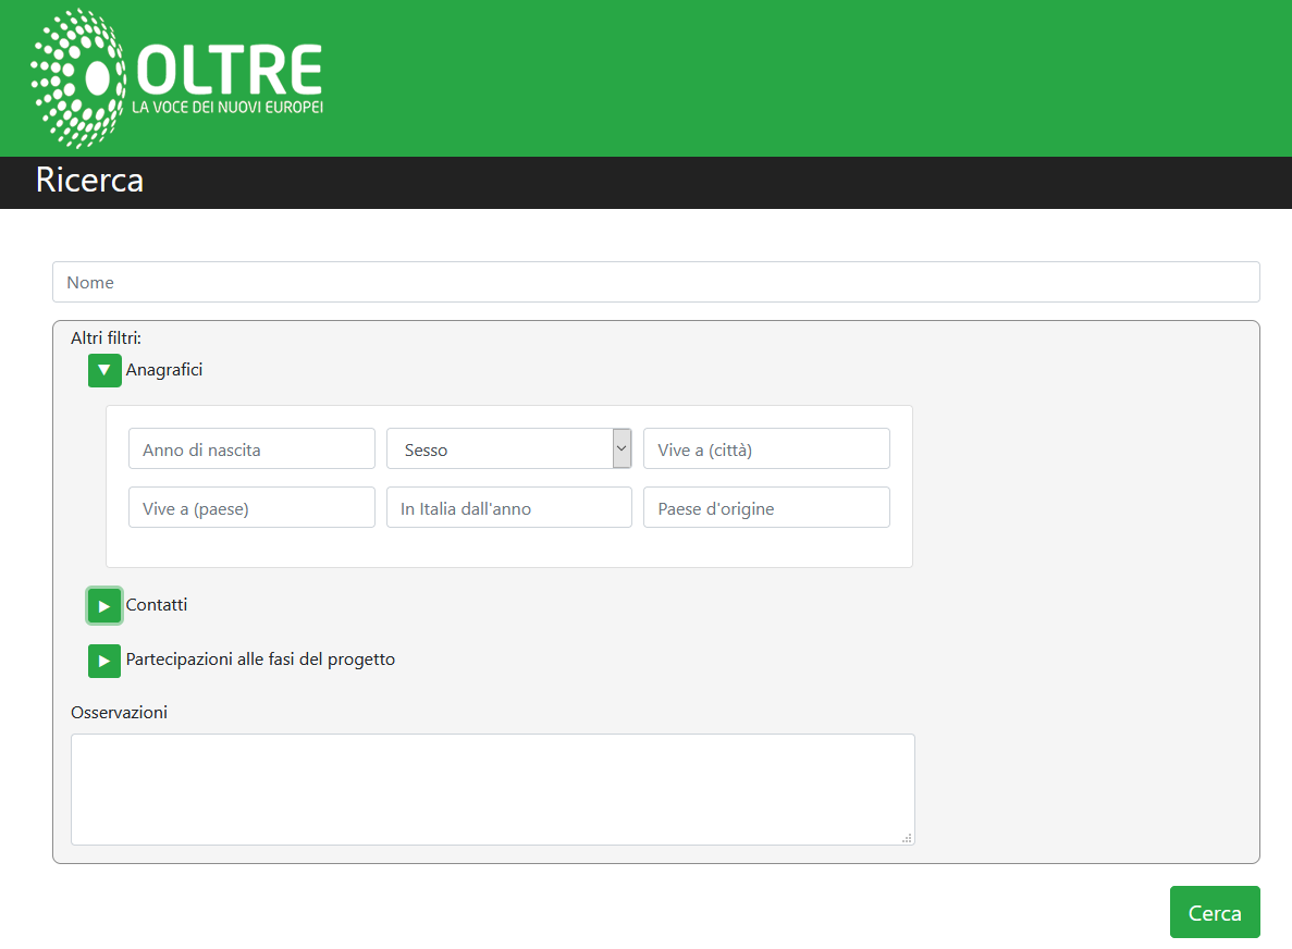 OLTRE
LA VOCE DEI NUOVI EUROPEI
Ricerca
Nome
Altri filtri:
Anagrafici
Anno di nascita Sesso Vive a (città)
Vive a (paese) In Italia dall'anno Paese d'origine
Contatti
Partecipazioni alle fasi del progetto
Osservazioni
Cerca